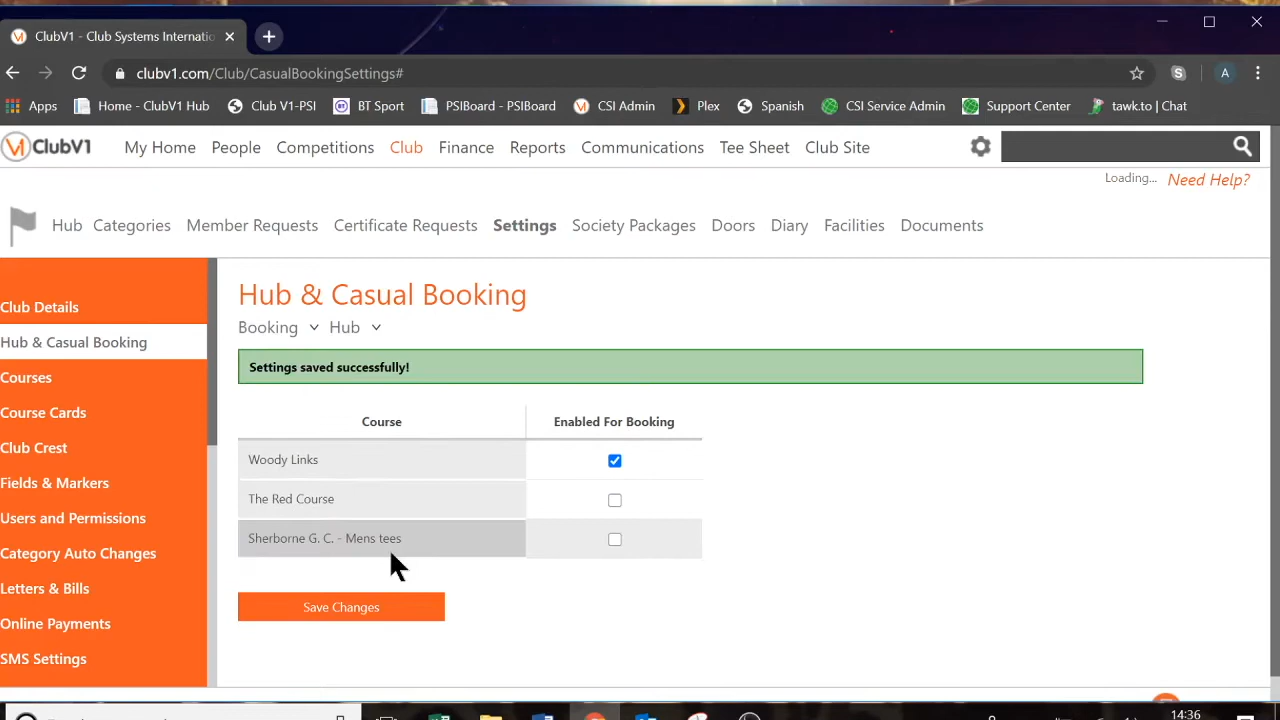 ClubV1 - Club Systems Internatio
clubv1.com/Club/CasualBookingSettings#
A
Apps Home - ClubV1 Hub Club V1-PSI BT Sport PSIBoard - PSIBoard CSI Admin Plex Spanish CSI Service Admin Support Center tawk.to | Chat
V1 ClubV1 My Home People Competitions Club Finance Reports Communications Tee Sheet Club Site
Loading... Need Help?
Hub Categories Member Requests Certificate Requests Settings Society Packages Doors Diary Facilities Documents
Club Details
Hub & Casual Booking
Courses
Course Cards
Club Crest
Fields & Markers
Users and Permissions
Category Auto Changes
Letters & Bills
Online Payments
SMS Settings
Hub & Casual Booking
Booking Hub
Settings saved successfully!
Course Enabled For Booking
Woody Links
The Red Course
Sherborne G. C. - Mens tees
Save Changes
14:36